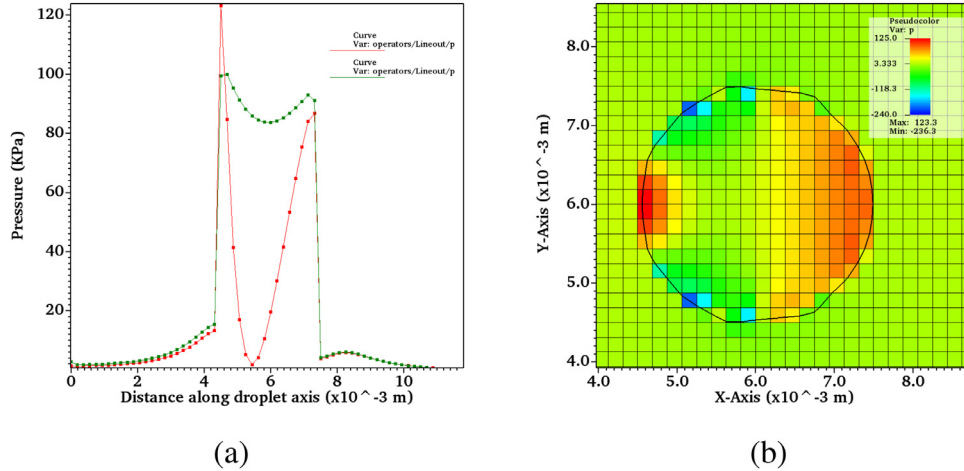 120
100
80
60
40
20
Pressure (KPa)
Curve
Var: operators/Lineout/p
Curve
Var: operators/Lineout/p
0 2 4 6 8 10
Distance along droplet axis (x10^-3 m)
(a)
8.0
7.0
6.0
5.0
4.0
Y-Axis (x10^-3 m)
Pseudocolor
Var: p
125.0
3.333
-118.3
-240.0
Max: 123.3
Min: -236.3
4.0 5.0 6.0 7.0 8.0
X-Axis (x10^-3 m)
(b)